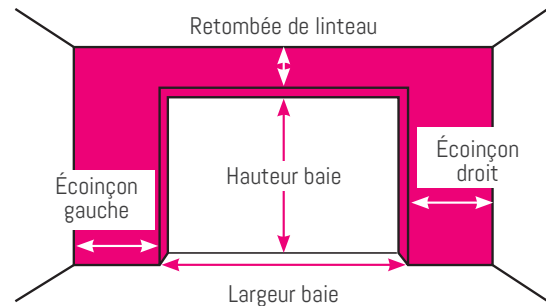 Retombée de linteau
Écoinçon
gauche
Hauteur baie
Écoinçon
droit
Largeur baie